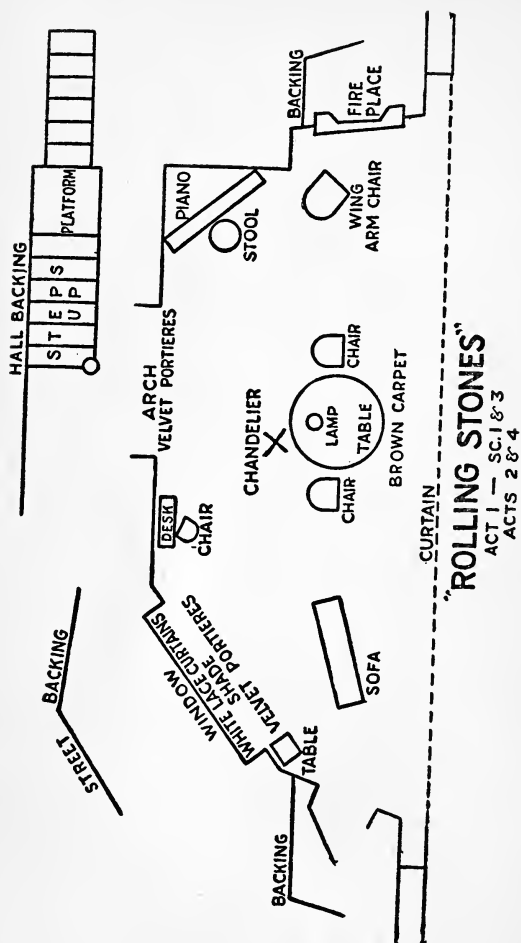 HALL BACKING
STEPS
UP
PLATFORM
BACKING
STREET
ARCH
VELVET PORTIERES
PIANO
STOOL
BACKING
FIRE
PLACE
WING
ARM CHAIR
DESK
CHAIR
WINDOW
WHITE LACE CURTAINS
SHADE
VELVET PORTIERES
TABLE
BACKING
CHANDELIER
CHAIR
LAMP
TABLE
CHAIR
SOFA
BROWN CARPET
CURTAIN
"ROLLING STONES"
ACT 1 — SC. 1 & 3
ACTS 2 & 4